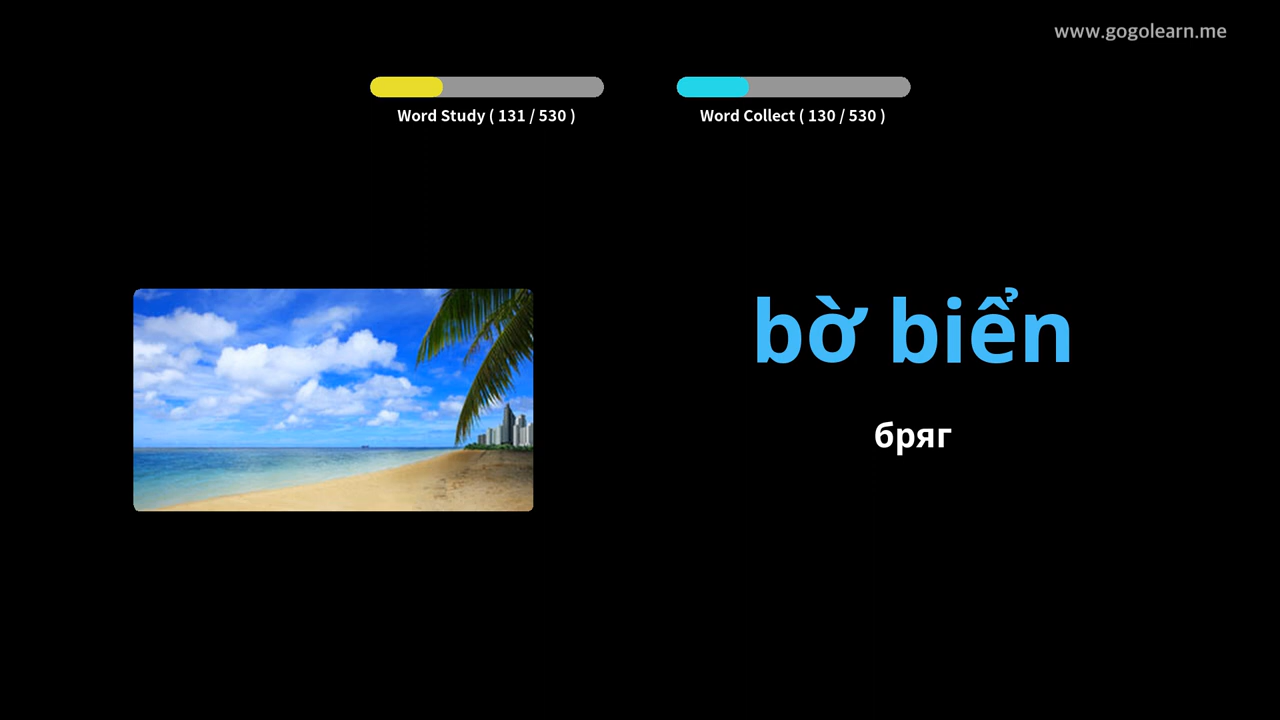 www.gogolearn.me
Word Study ( 131 / 530 )
Word Collect ( 130 / 530 )
bờ biển
бряг